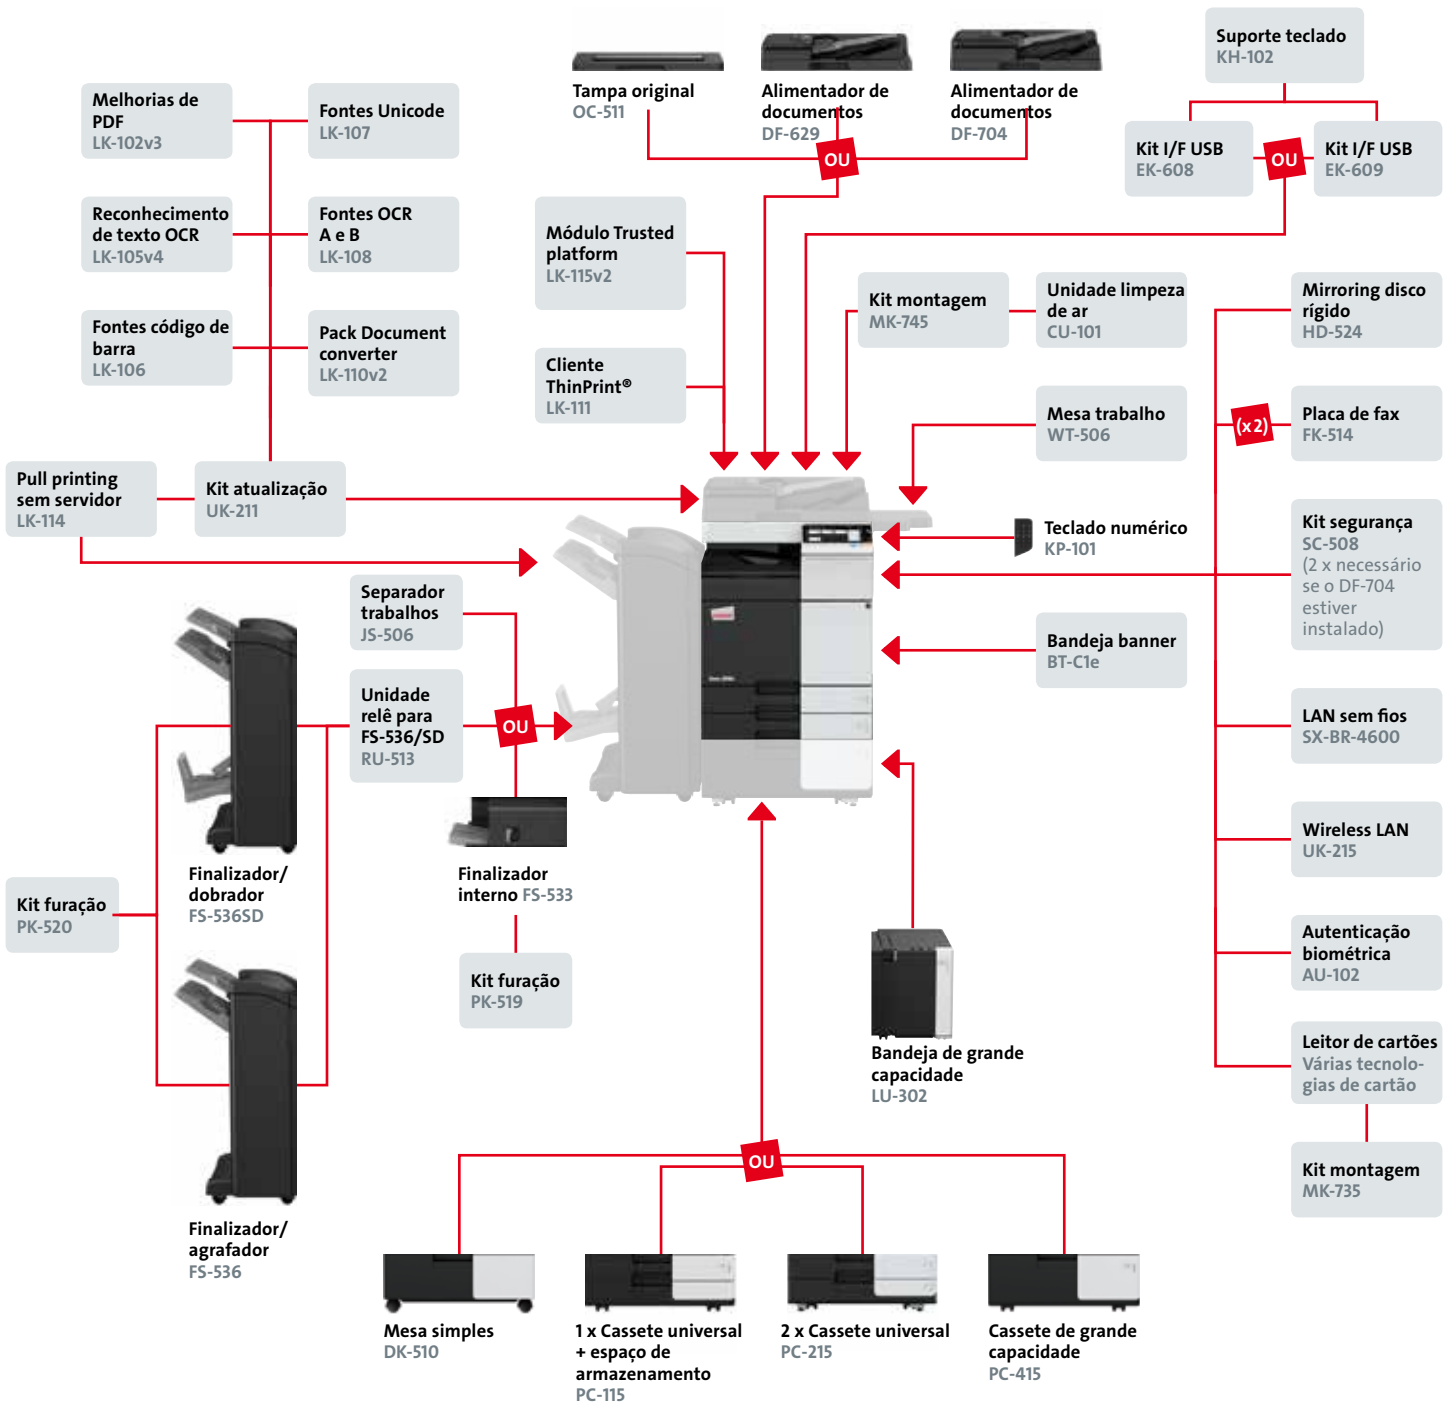 Tampa original
OC-511
Alimentador de
documentos
DF-629
Alimentador de
documentos
DF-704
OU
Suporte teclado
KH-102
Kit I/F USB
EK-608
OU
Kit I/F USB
EK-609
Melhorias de
PDF
LK-102v3
Fontes Unicode
LK-107
Reconhecimento
de texto OCR
LK-105v4
Fontes OCR
A e B
LK-108
Fontes código de
barra
LK-106
Pack Document
converter
LK-110v2
Módulo Trusted
platform
LK-115v2
Cliente
ThinPrint®
LK-111
Kit montagem
MK-745
Unidade limpeza
de ar
CU-101
Mesa trabalho
WT-506
Mirroring disco
rígido
HD-524
(x2)
Placa de fax
FK-514
Pull printing
sem servidor
LK-114
Kit atualização
UK-211
Teclado numérico
KP-101
Kit segurança
SC-508
(2 x necessário
se o DF-704
estiver
instalado)
Separador
trabalhos
JS-506
Unidade
relê para
FS-536/SD
RU-513
OU
Bandeja banner
BT-C1e
LAN sem fios
SX-BR-4600
Wireless LAN
UK-215
Finalizador/
dobrador
FS-536SD
Finalizador
interno FS-533
Kit furação
PK-520
Kit furação
PK-519
Autenticação
biométrica
AU-102
Bandeja de grande
capacidade
LU-302
Leitor de cartões
Várias tecnolo-
gias de cartão
Kit montagem
MK-735
Finalizador/
agrafador
FS-536
OU
Mesa simples
DK-510
1 x Cassete universal
+ espaço de
armazenamento
PC-115
2 x Cassete universal
PC-215
Cassete de grande
capacidade
PC-415